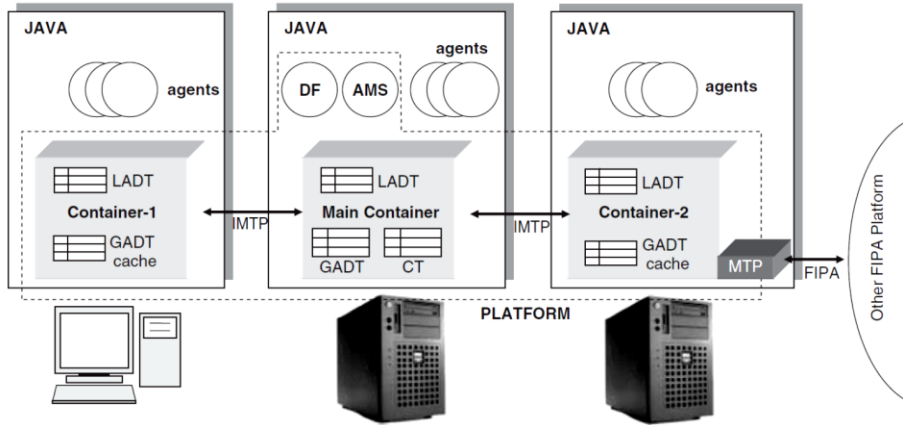 JAVA
agents
LADT
Container-1
GADT
cache
IMTP
JAVA
DF
AMS
agents
LADT
Main Container
GADT
CT
IMTP
JAVA
agents
LADT
Container-2
GADT
cache
MTP
FIPA
Other FIPA Platform
PLATFORM